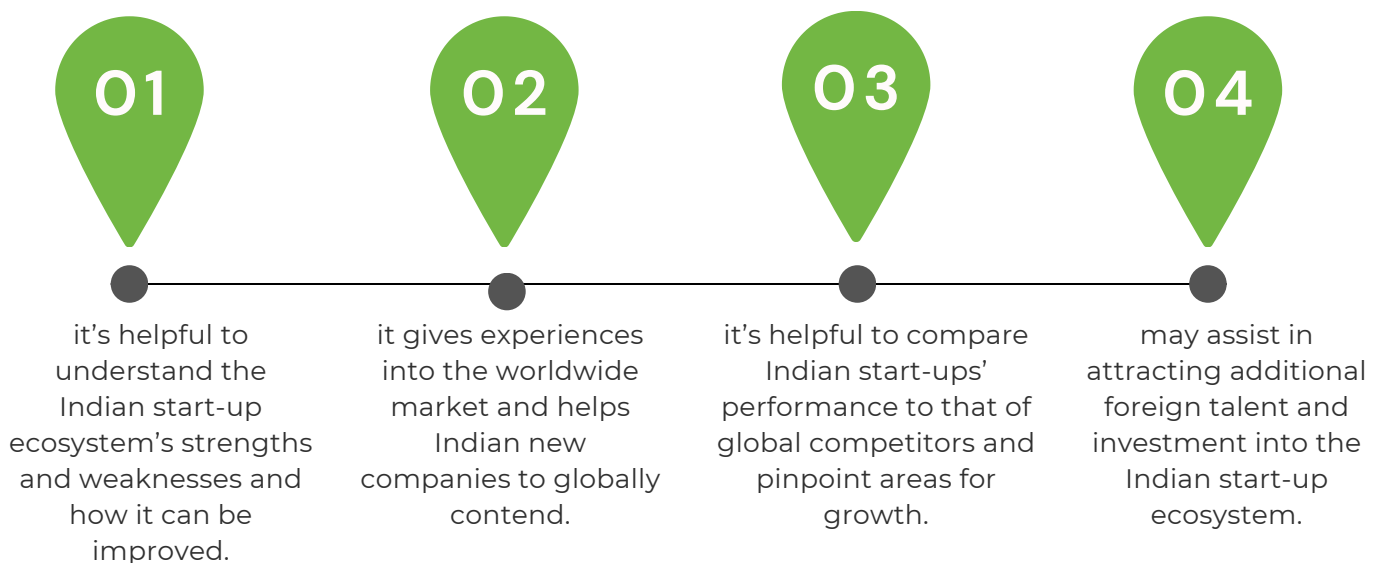 01
it’s helpful to
understand the
Indian start-up
ecosystem’s strengths
and weaknesses and
how it can be
improved.
02
it gives experiences
into the worldwide
market and helps
Indian new
companies to globally
contend.
03
it’s helpful to compare
Indian start-ups’
performance to that of
global competitors and
pinpoint areas for
growth.
04
may assist in
attracting additional
foreign talent and
investment into the
Indian start-up
ecosystem.